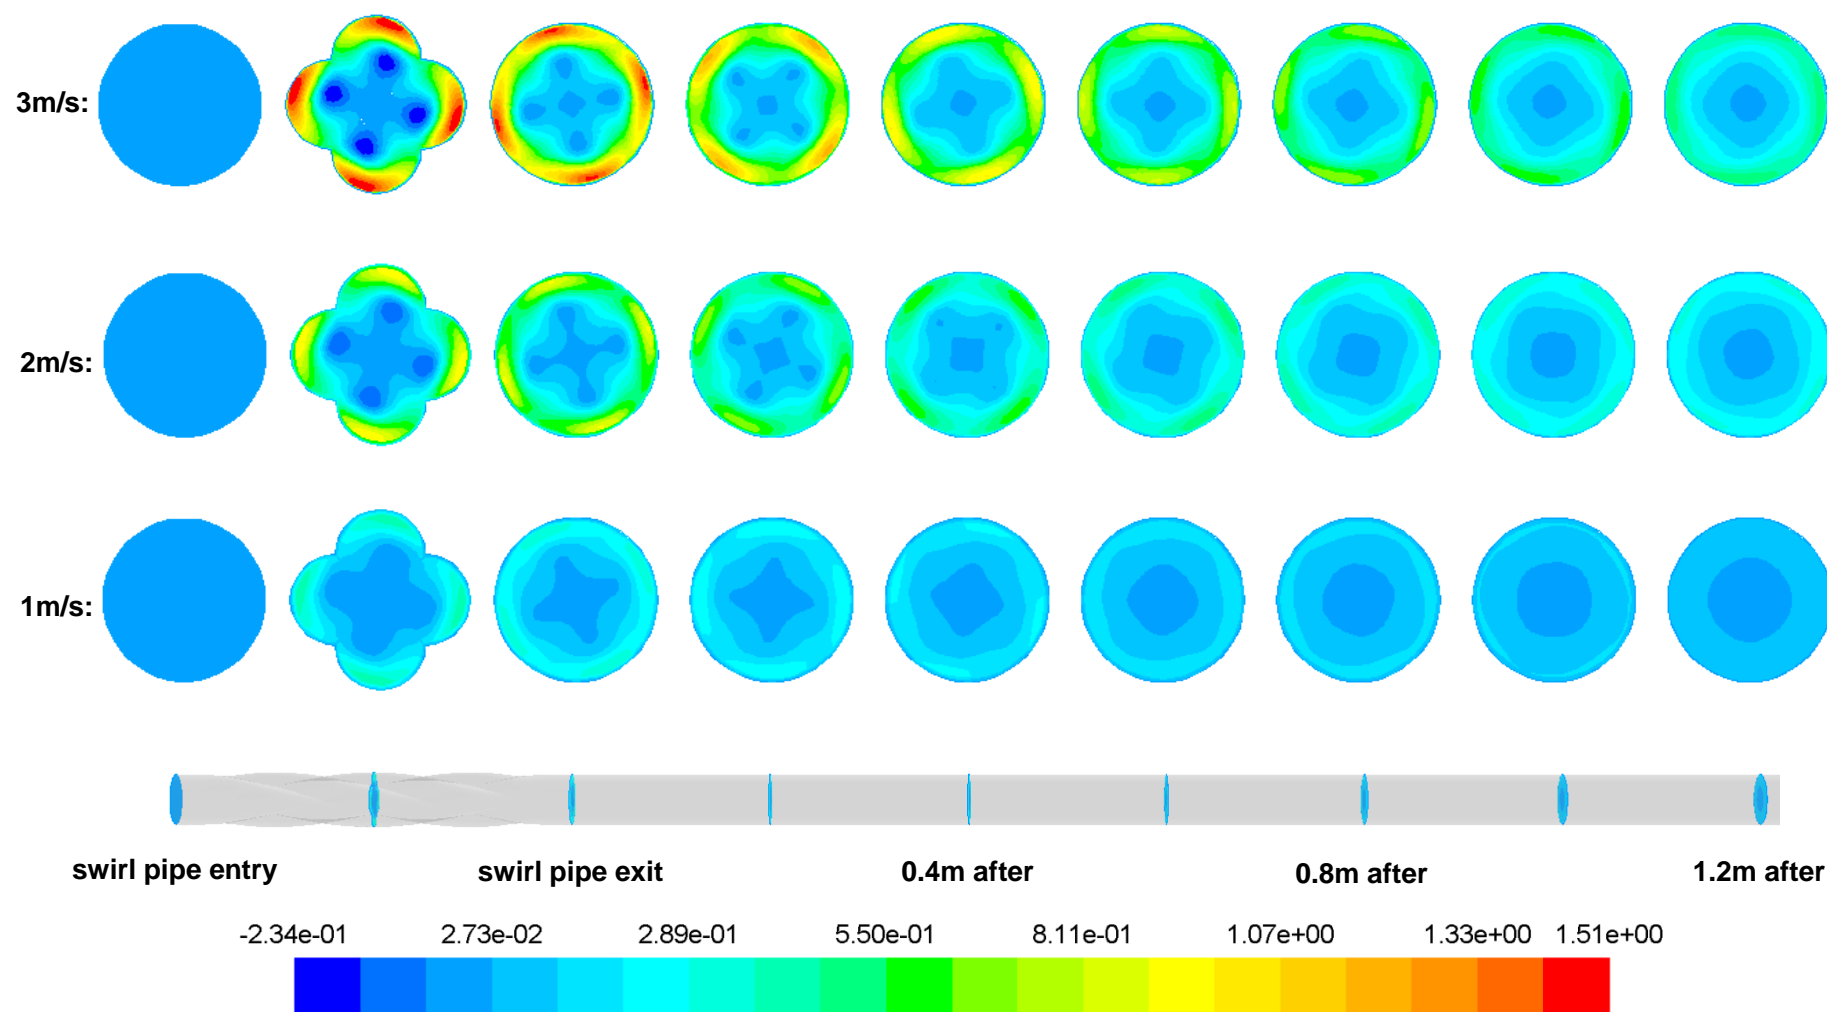 3m/s:
2m/s:
1m/s:
swirl pipe entry swirl pipe exit 0.4m after 0.8m after 1.2m after
-2.34e-01 2.73e-02 2.89e-01 5.50e-01 8.11e-01 1.07e+00 1.33e+00 1.51e+00